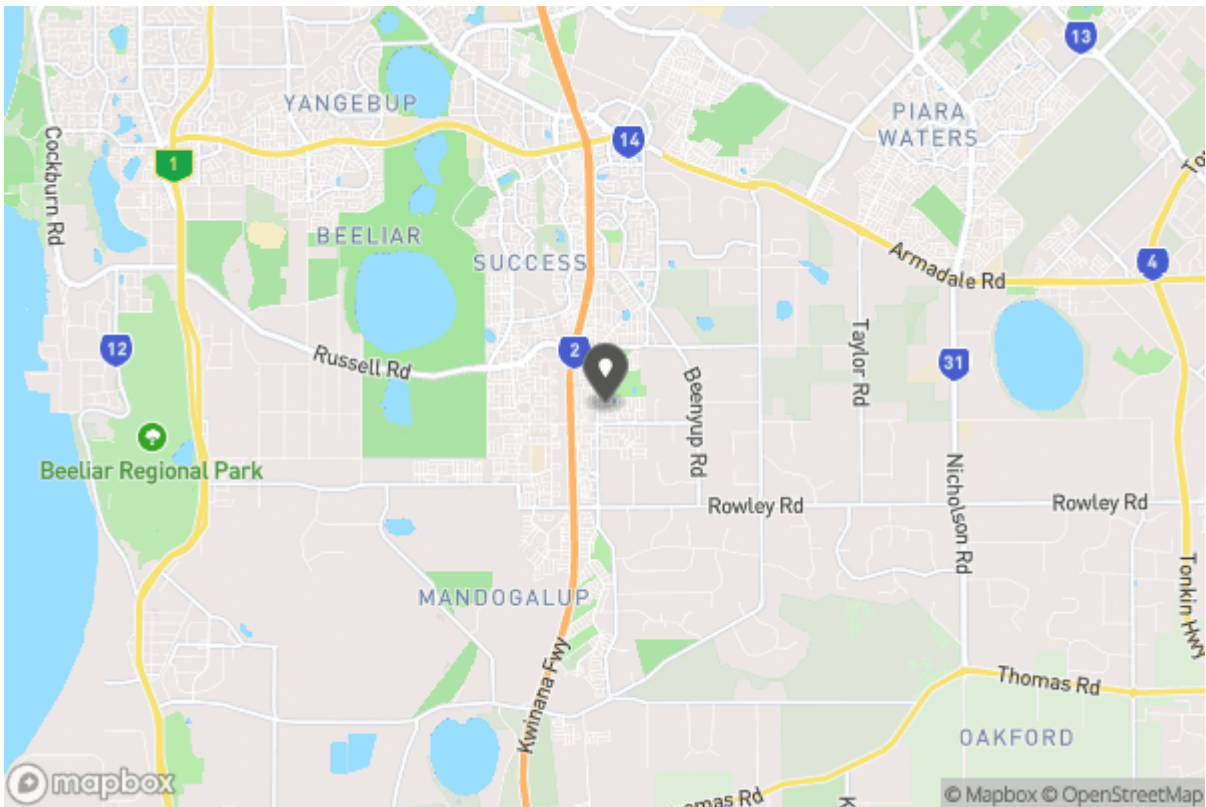 13
YANGEBUP
PIARA
WATERS
14
Cockburn Rd
1
BEELIAR
SUCCESS
Armadale Rd
4
12
Russell Rd
2
Taylor Rd
31
Beenyup Rd
Beeliar Regional Park
Nicholson Rd
Rowley Rd
Rowley Rd
MANDOGALUP
Tonkin Hwy
Kwinana Fwy
Thomas Rd
OAKFORD
mapbox
© Mapbox © OpenStreetMap